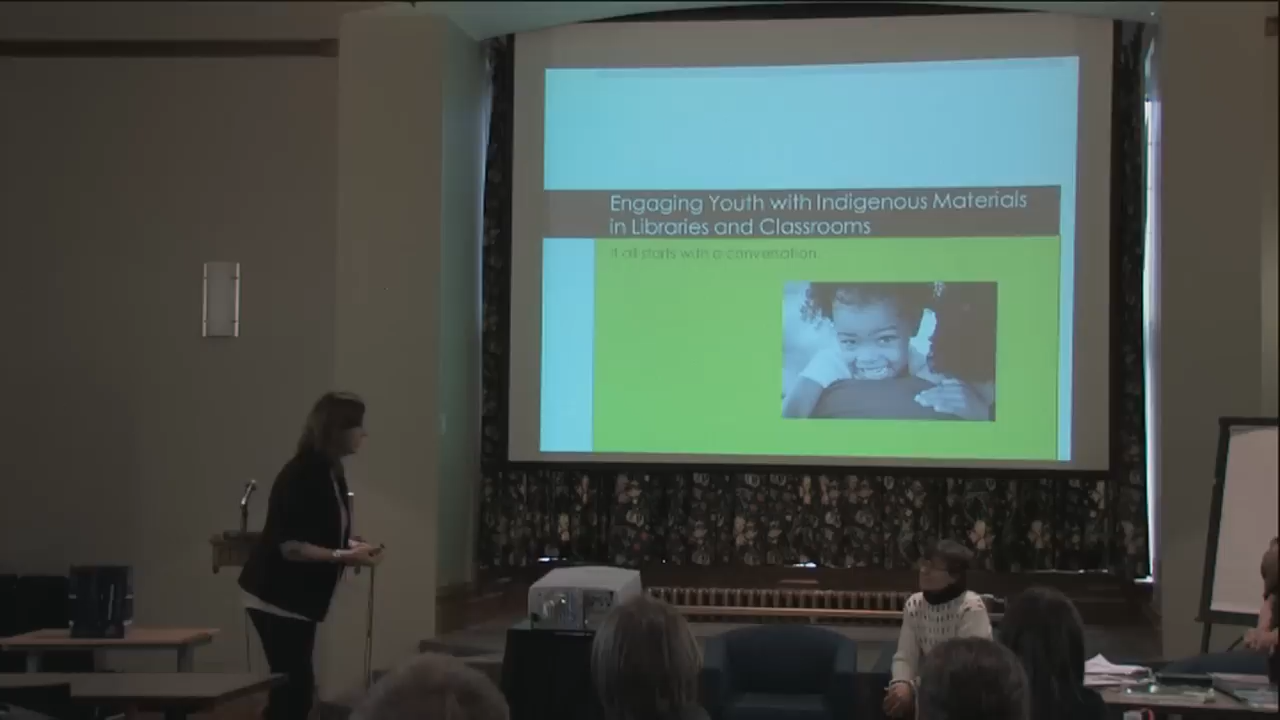 Engaging Youth with Indigenous Materials
in Libraries and Classrooms
It all starts with a conversation